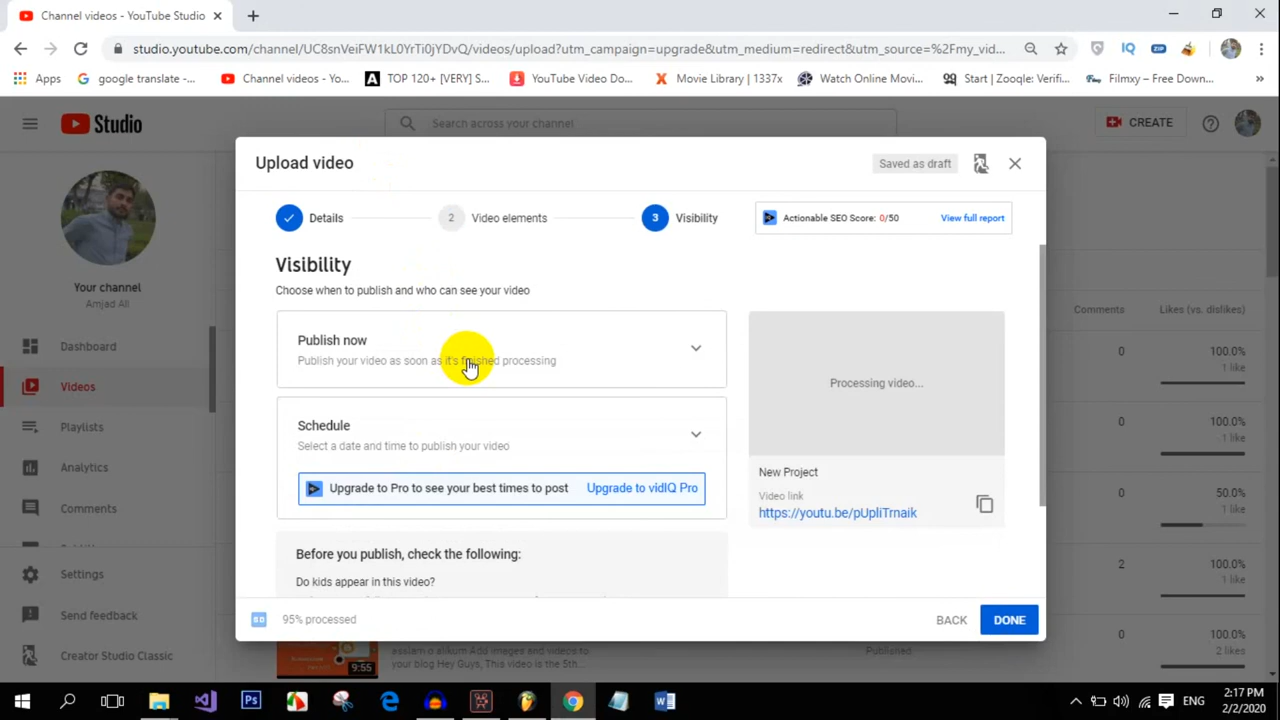 Channel videos - YouTube Studio
studio.youtube.com/channel/UC8snVeiFW1kL0YrTi0jYDvQ/videos/upload?utm_campaign=upgrade&utm_medium=redirect&utm_source=%2Fmy_vid...
Apps google translate -... Channel videos - Yo... TOP 120+ [VERY] S... YouTube Video Do... Movie Library | 1337x Watch Online Movi... Start | Zooqle: Verifi... Filmxy – Free Down... »
Studio Search across your channel CREATE
Upload video Saved as draft
Details 2 Video elements 3 Visibility Actionable SEO Score: 0/50 View full report
Visibility
Choose when to publish and who can see your video
Publish now
Publish your video as soon as it's finished processing
Schedule
Select a date and time to publish your video
Upgrade to Pro to see your best times to post Upgrade to vidIQ Pro
Before you publish, check the following:
Do kids appear in this video?
Processing video...
New Project
Video link
https://youtu.be/pUpliTrnaik
95% processed BACK DONE
Your channel
Amjad Ali
Dashboard
Videos
Playlists
Analytics
Comments
Settings
Send feedback
Creator Studio Classic
Comments Likes (vs. dislikes)
0 100.0%
1 like
0 100.0%
1 like
0 50.0%
1 like
2 100.0%
1 like
0 100.0%
2 likes
asslam o alikum Add images and videos to
your blog Hey Guys, This video is the 5th...
Published
9:55
ENG
2:17 PM
2/2/2020